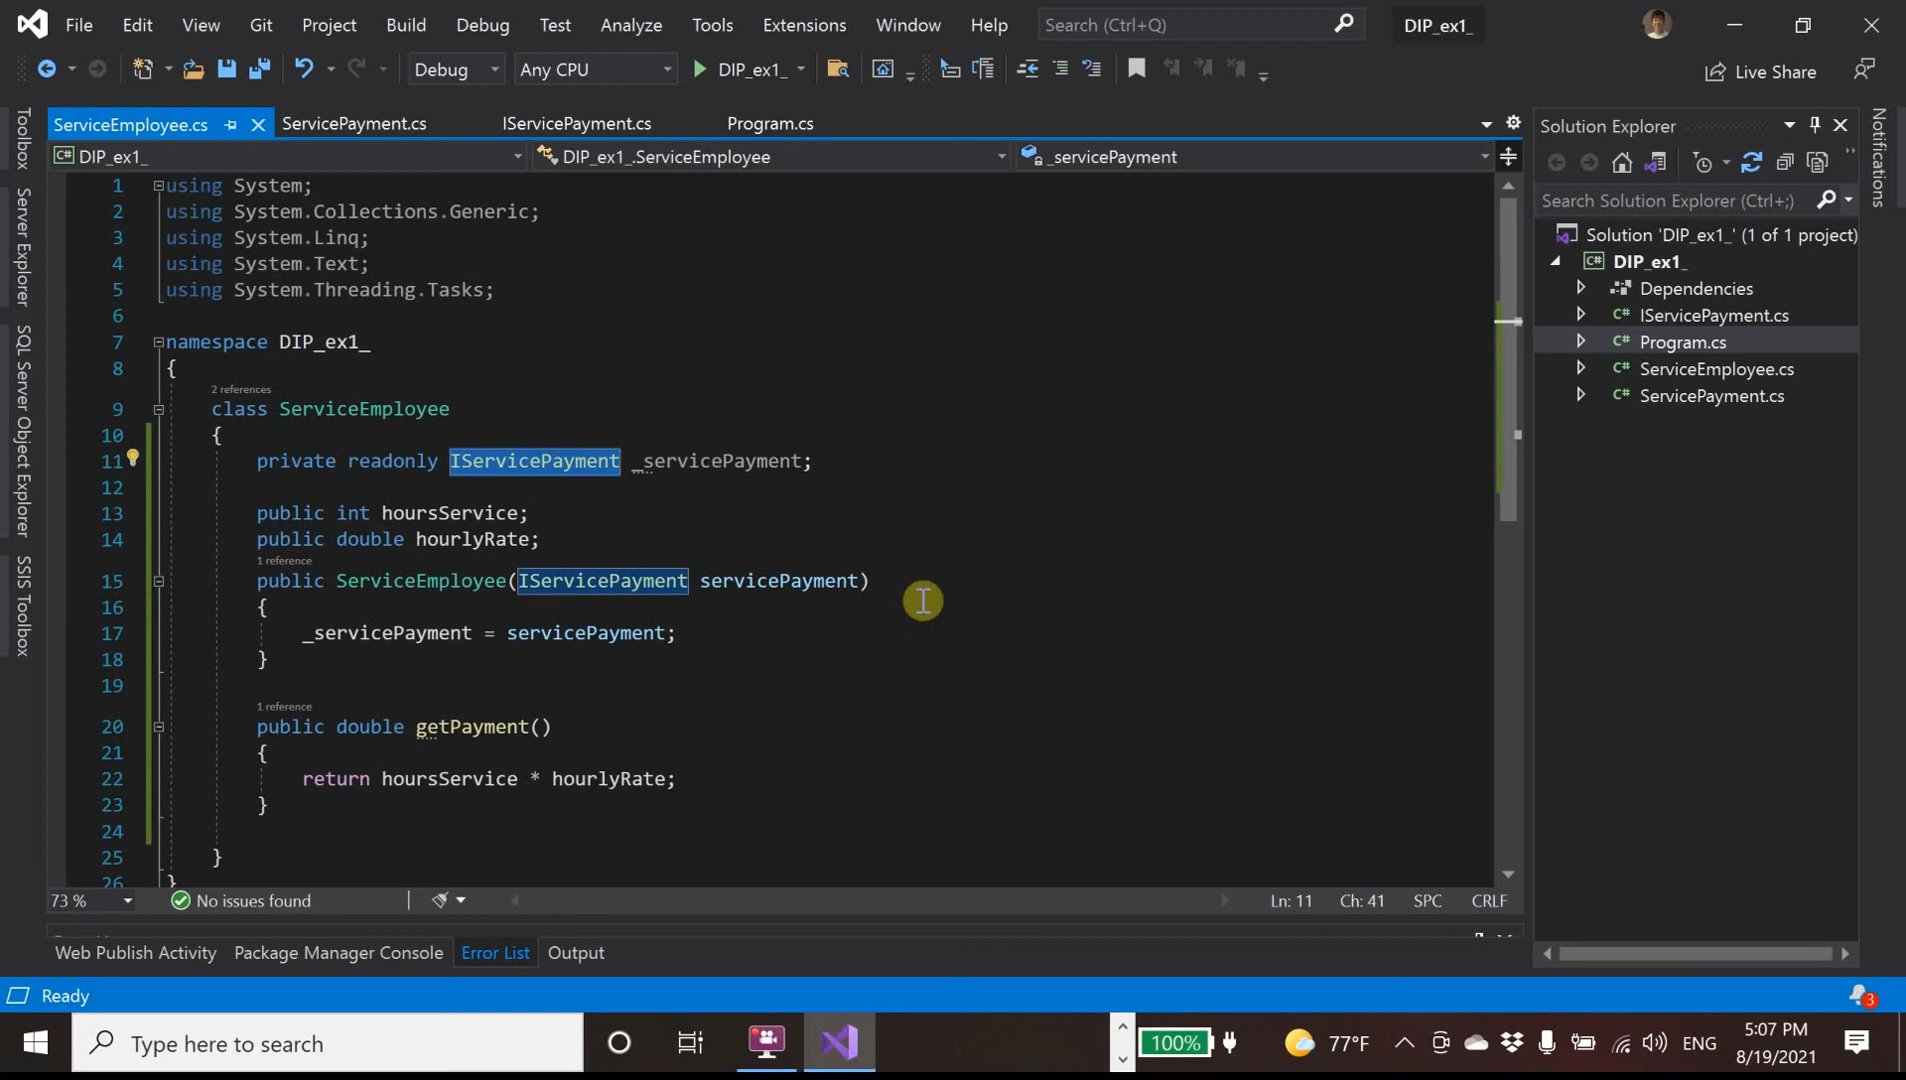 File Edit View Git Project Build Debug Test Analyze Tools Extensions Window Help Search (Ctrl+Q) DIP_ex1_
Debug Any CPU DIP_ex1_ Live Share
ServiceEmployee.cs ServicePayment.cs IServicePayment.cs Program.cs
DIP_ex1_ DIP_ex1_.ServiceEmployee _servicePayment
1 using System;
2 using System.Collections.Generic;
3 using System.Linq;
4 using System.Text;
5 using System.Threading.Tasks;
6
7 namespace DIP_ex1_
8 {
2 references
9 class ServiceEmployee
10 {
11 private readonly IServicePayment _servicePayment;
12
13 public int hoursService;
14 public double hourlyRate;
1 reference
15 public ServiceEmployee(IServicePayment servicePayment)
16 {
17 _servicePayment = servicePayment;
18 }
19
1 reference
20 public double getPayment()
21 {
22 return hoursService * hourlyRate;
23 }
24
25 }
26 }
73 % No issues found Ln: 11 Ch: 41 SPC CRLF
Web Publish Activity Package Manager Console Error List Output
Ready
3
Toolbox
Server Explorer
SQL Server Object Explorer
SSIS Toolbox
Solution Explorer
Search Solution Explorer (Ctrl+;)
Solution 'DIP_ex1_' (1 of 1 project)
C# DIP_ex1_
Dependencies
C# IServicePayment.cs
C# Program.cs
C# ServiceEmployee.cs
C# ServicePayment.cs
Notifications
Type here to search
100%
77°F
ENG
5:07 PM
8/19/2021